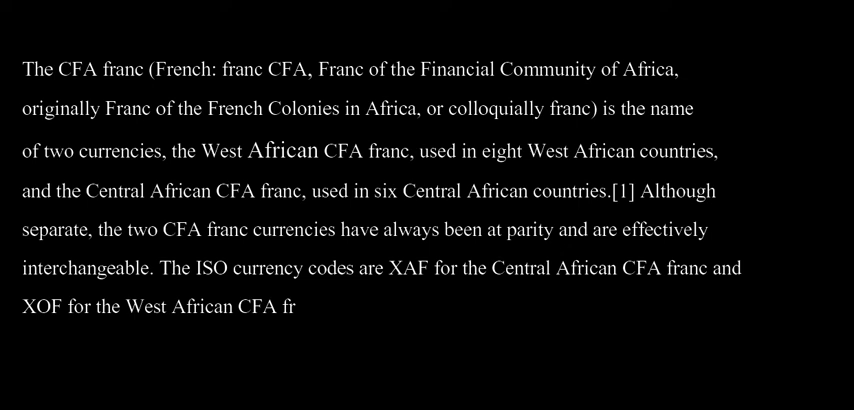 The CFA franc (French: franc CFA, Franc of the Financial Community of Africa,
originally Franc of the French Colonies in Africa, or colloquially franc) is the name
of two currencies, the West African CFA franc, used in eight West African countries,
and the Central African CFA franc, used in six Central African countries.[1] Although
separate, the two CFA franc currencies have always been at parity and are effectively
interchangeable. The ISO currency codes are XAF for the Central African CFA franc and
XOF for the West African CFA fr